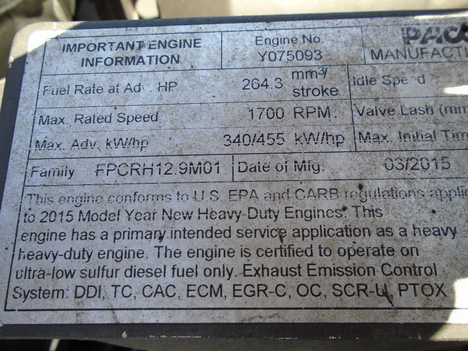 IMPORTANT ENGINE INFORMATION
Engine No.
Y075093
PAC
MANUFACT
Fuel Rate at Adv. HP 264.3 mm³/stroke Idle Speed
Max. Rated Speed 1700 RPM. Valve Lash (mm
Max. Adv. kW/hp 340/455 kW/hp Max. Initial Timi
Family FPCRH12.9M01 Date of Mfg: 03/2015
This engine conforms to U.S. EPA and CARB regulations appl
to 2015 Model Year New Heavy-Duty Engines. This
engine has a primary intended service application as a heavy
heavy-duty engine. The engine is certified to operate on
ultra-low sulfur diesel fuel only. Exhaust Emission Control
System: DDI, TC, CAC, ECM, EGR-C, OC, SCR-U, PTOX